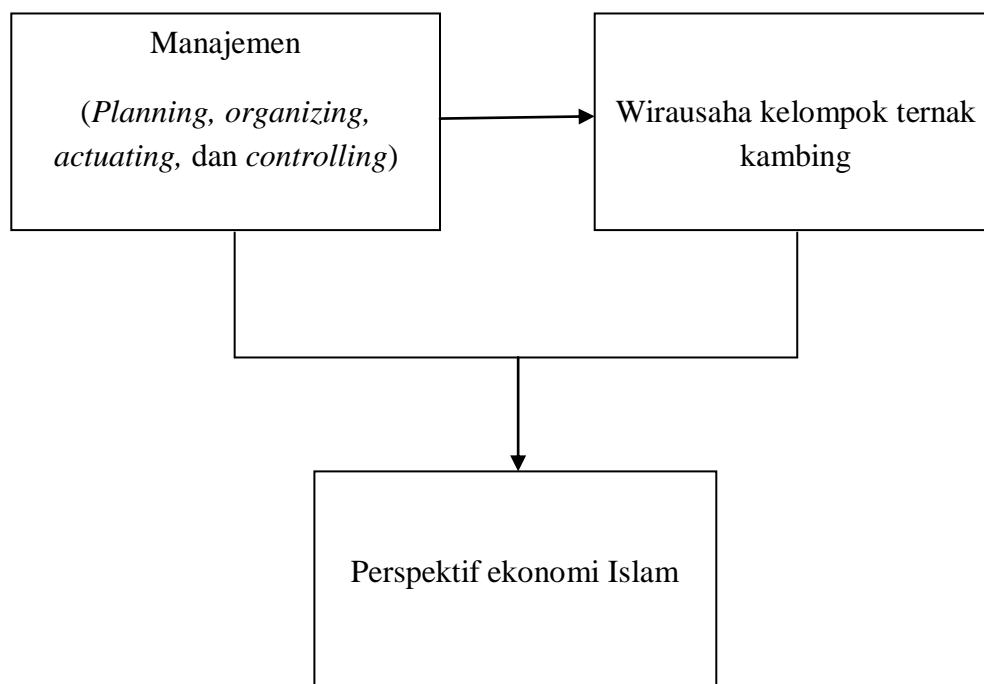 Manajemen
(Planning, organizing,
actuating, dan controlling)
Wirausaha kelompok ternak
kambing
Perspektif ekonomi Islam